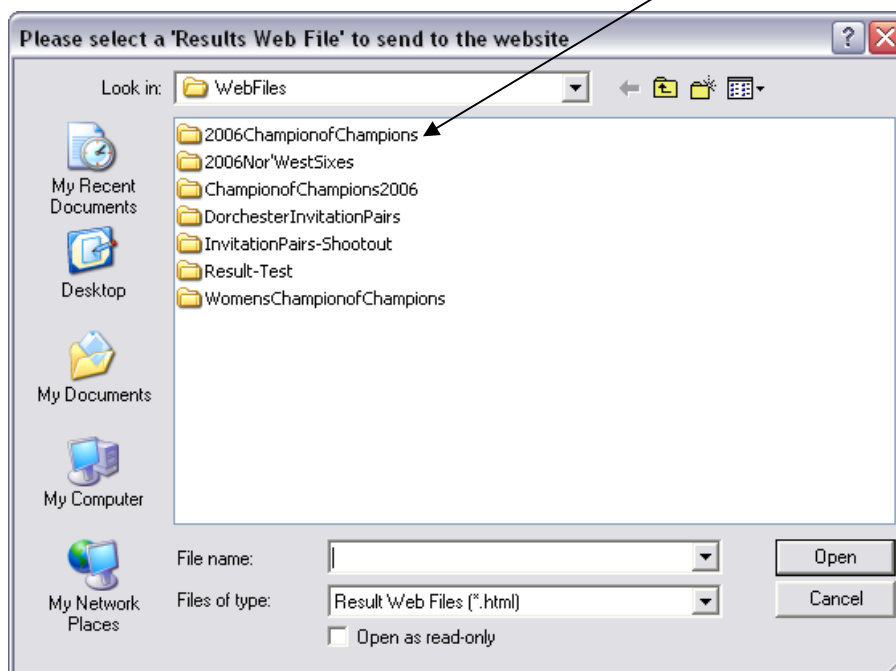 Please select a 'Results Web File' to send to the website
Look in: WebFiles
My Recent
Documents
Desktop
My Documents
My Computer
My Network
Places
2006ChampionofChampions
2006Nor'WestSixes
ChampionofChampions2006
DorchesterInvitationPairs
InvitationPairs-Shootout
Result-Test
WomensChampionofChampions
File name: Open
Files of type: Result Web Files (*.html) Cancel
Open as read-only